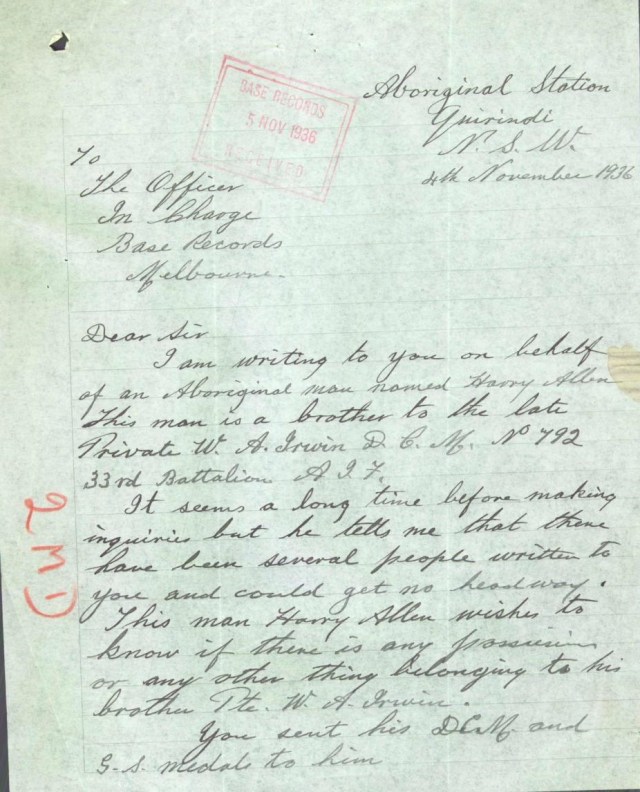 Aboriginal Station
Quirindi
N. S. W.
4th November 1936
BASE RECORDS
5 NOV 1936
RECEIVED
To
The Officer
In Charge
Base Records
Melbourne.
Dear Sir
I am writing to you on behalf
of an Aboriginal man named Harry Allen
This man is a brother to the late
Private W. A. Irwin D. C. M. No 792
33rd Battalion A. I. F.
It seems a long time before making
inquiries but he tells me that there
have been several people written to
you and could get no headway.
This man Harry Allen wishes to
know if there is any
or any other thing belonging to his
brother Pte. W. A. Irwin.
You sent his D.C.M. and
G.S. medals to him